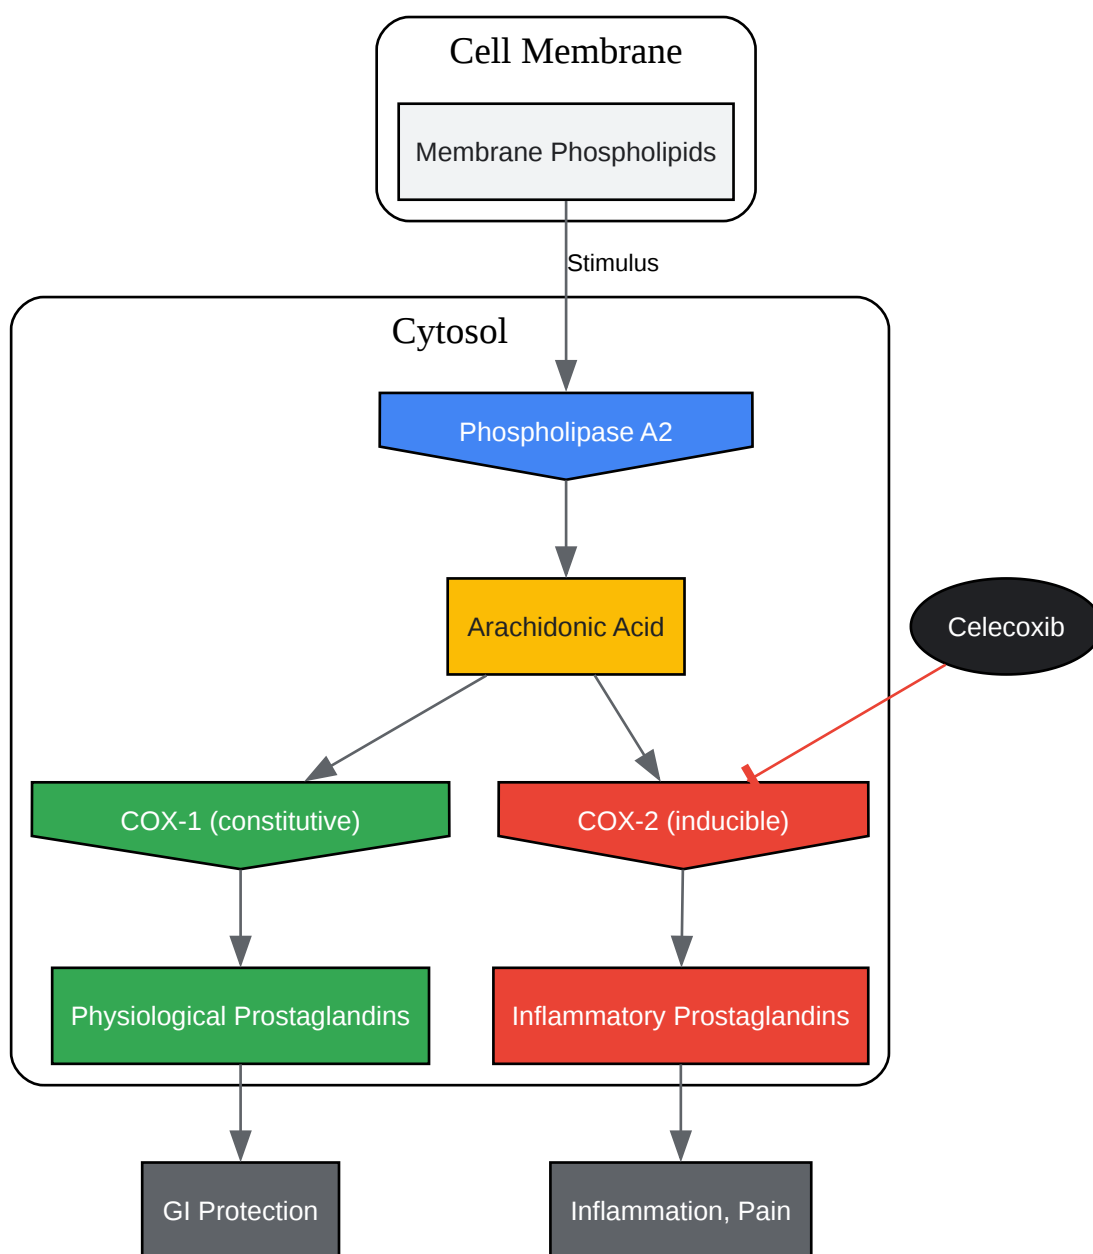 Cell Membrane
Membrane Phospholipids
Stimulus
Cytosol
Phospholipase A2
Arachidonic Acid
Celecoxib
COX-1 (constitutive)
COX-2 (inducible)
Physiological Prostaglandins
Inflammatory Prostaglandins
GI Protection
Inflammation, Pain